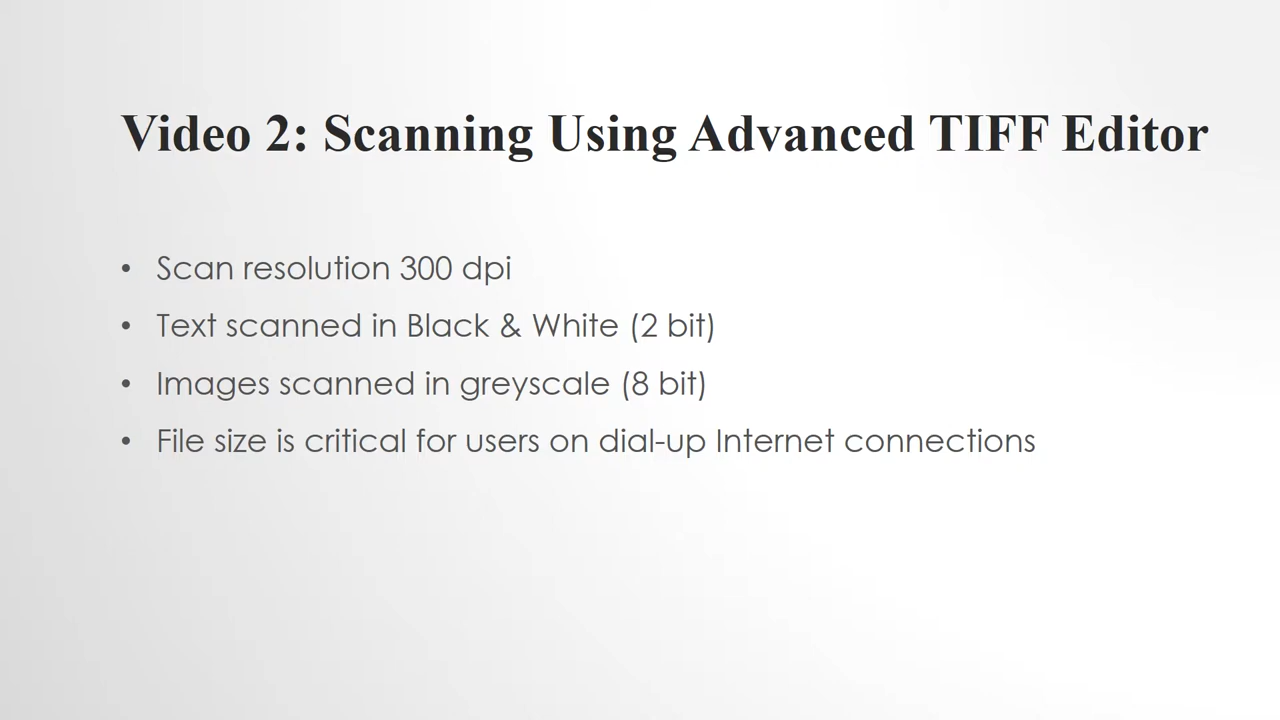 Video 2: Scanning Using Advanced TIFF Editor
• Scan resolution 300 dpi
• Text scanned in Black & White (2 bit)
• Images scanned in greyscale (8 bit)
• File size is critical for users on dial-up Internet connections